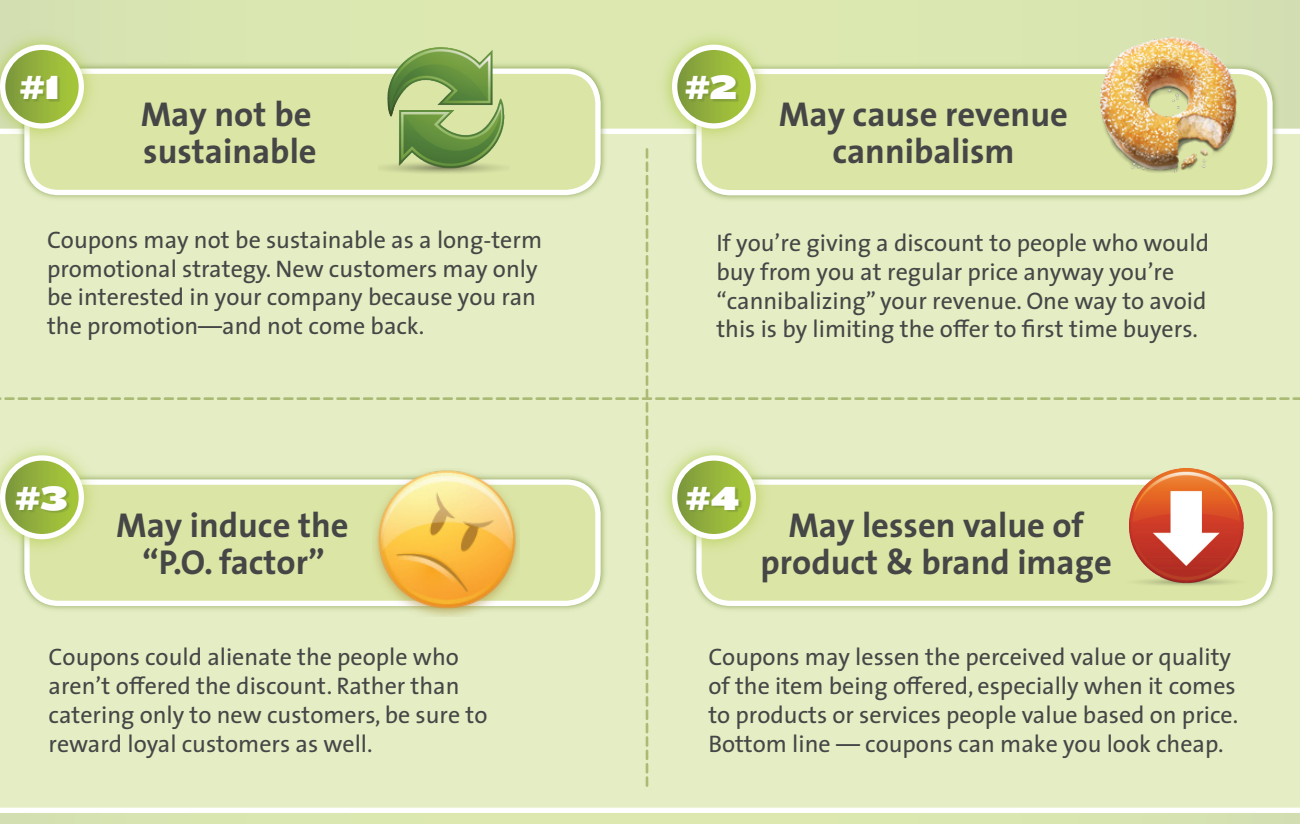 #1
May not be
sustainable
Coupons may not be sustainable as a long-term
promotional strategy. New customers may only
be interested in your company because you ran
the promotion—and not come back.
#2
May cause revenue
cannibalism
If you’re giving a discount to people who would
buy from you at regular price anyway you’re
“cannibalizing” your revenue. One way to avoid
this is by limiting the offer to first time buyers.
#3
May induce the
“P.O. factor”
Coupons could alienate the people who
aren’t offered the discount. Rather than
catering only to new customers, be sure to
reward loyal customers as well.
#4
May lessen value of
product & brand image
Coupons may lessen the perceived value or quality
of the item being offered, especially when it comes
to products or services people value based on price.
Bottom line — coupons can make you look cheap.